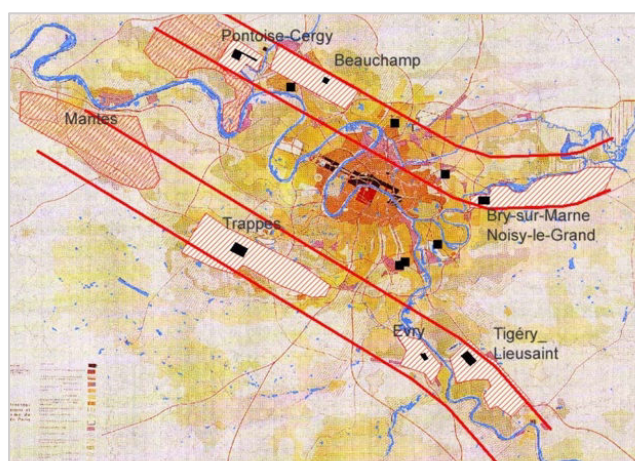 Pontoise-Cergy
Beauchamp
Mantes
Trappes
Bry-sur-Marne
Noisy-le-Grand
Evry
Tigéry_
Lieusaint